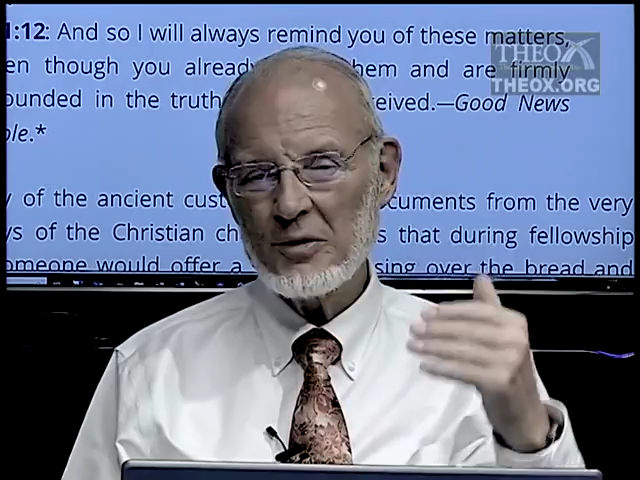 1:12: And so I will always remind you of these matters,
en though you already hem and are firmly
ounded in the truth ceived.—Good News
ble.*
y of the ancient cust cuments from the very
ys of the Christian ch s that during fellowship
omeone would offer a sing over the bread and
THEOX
THEOX.ORG